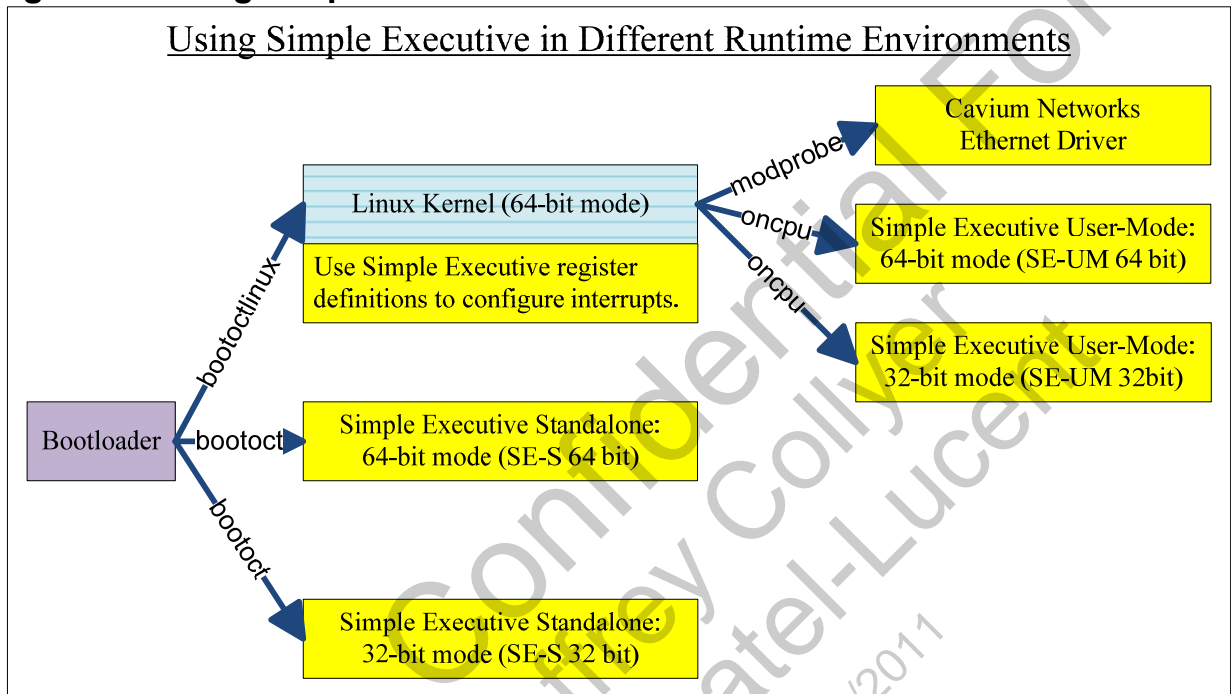 Using Simple Executive in Different Runtime Environments
Cavium Networks
Ethernet Driver
modprobe
Linux Kernel (64-bit mode)
oncpu
Simple Executive User-Mode:
64-bit mode (SE-UM 64 bit)
Use Simple Executive register
definitions to configure interrupts.
oncpu
bootoctlinux
Simple Executive User-Mode:
32-bit mode (SE-UM 32bit)
Bootloader
bootoct
Simple Executive Standalone:
64-bit mode (SE-S 64 bit)
bootoct
Simple Executive Standalone:
32-bit mode (SE-S 32 bit)
Confidential For
frey Collyer
atel-Lucent
/2011